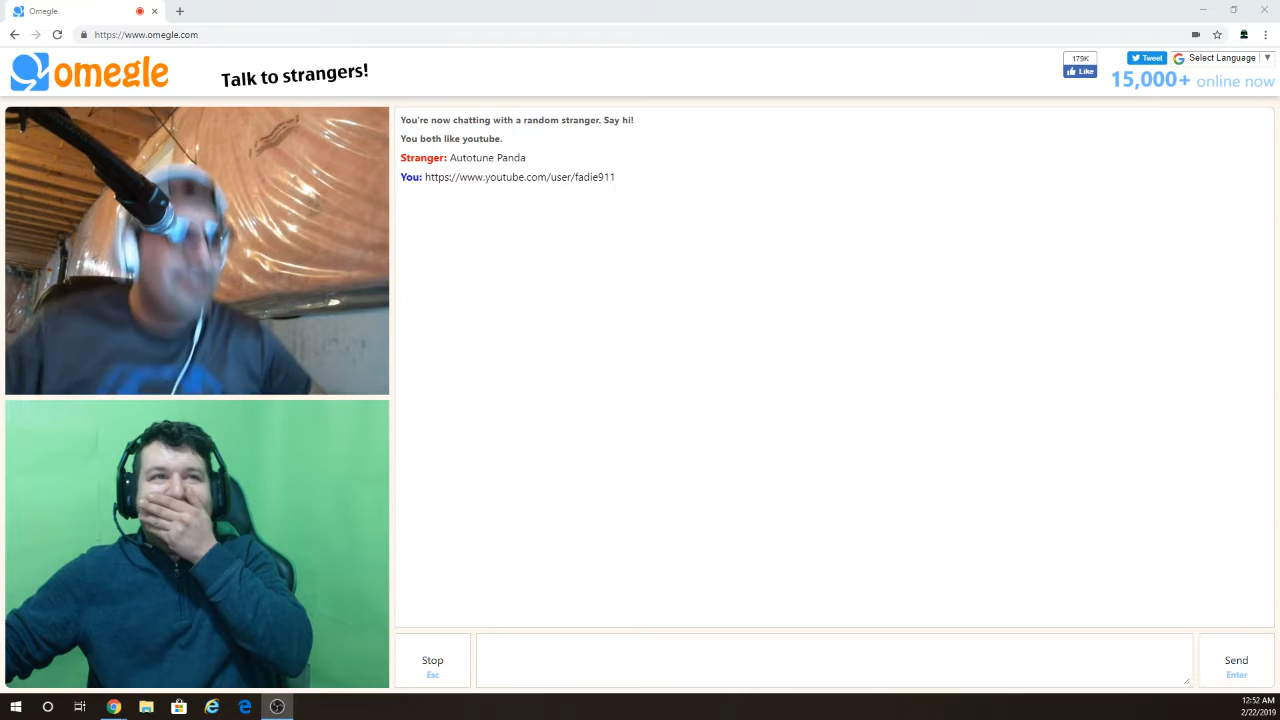 Omegle
https://www.omegle.com
omegle
Talk to strangers!
179K
Like
Tweet
Select Language
15,000+ online now
You're now chatting with a random stranger. Say hi!
You both like youtube.
Stranger: Autotune Panda
You: https://www.youtube.com/user/fadie911
Stop
Esc
Send
Enter
12:52 AM
2/22/2019